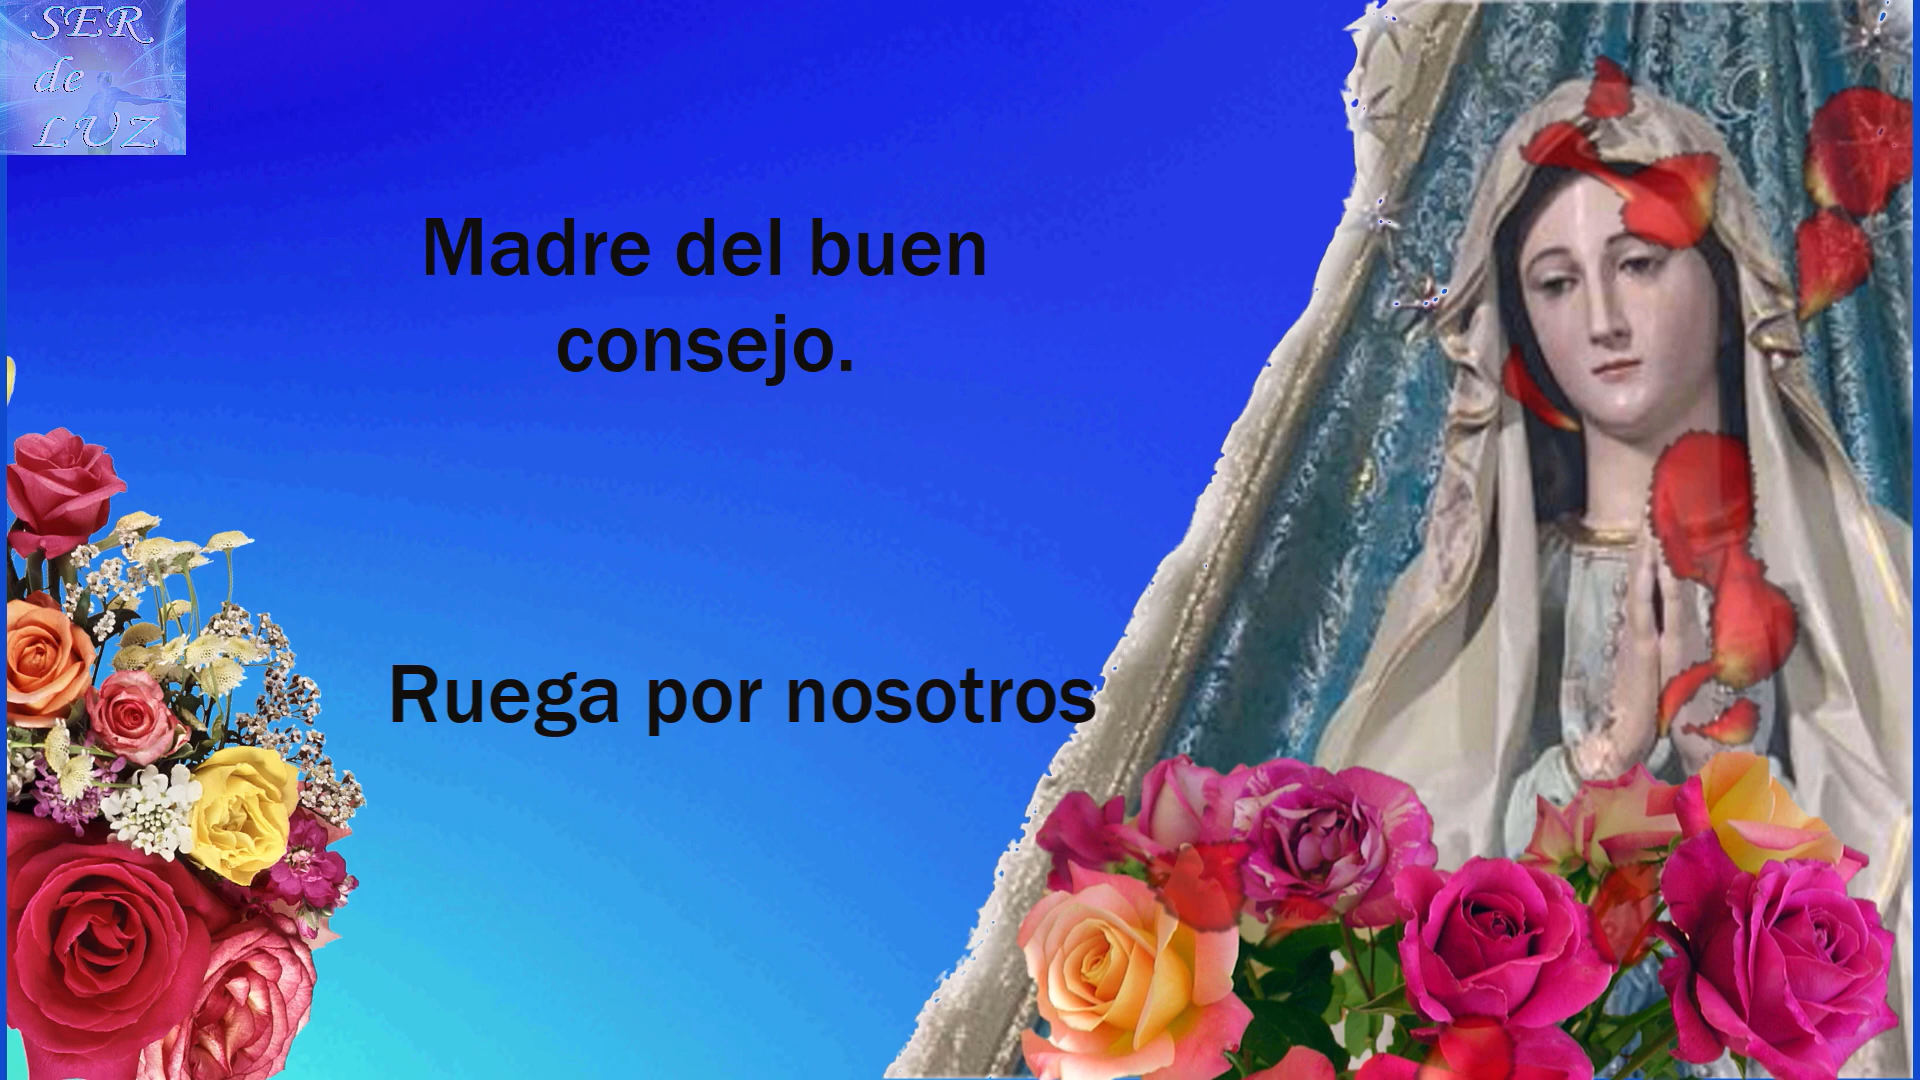 SER
de
LUZ
Madre del buen
consejo.
Ruega por nosotros